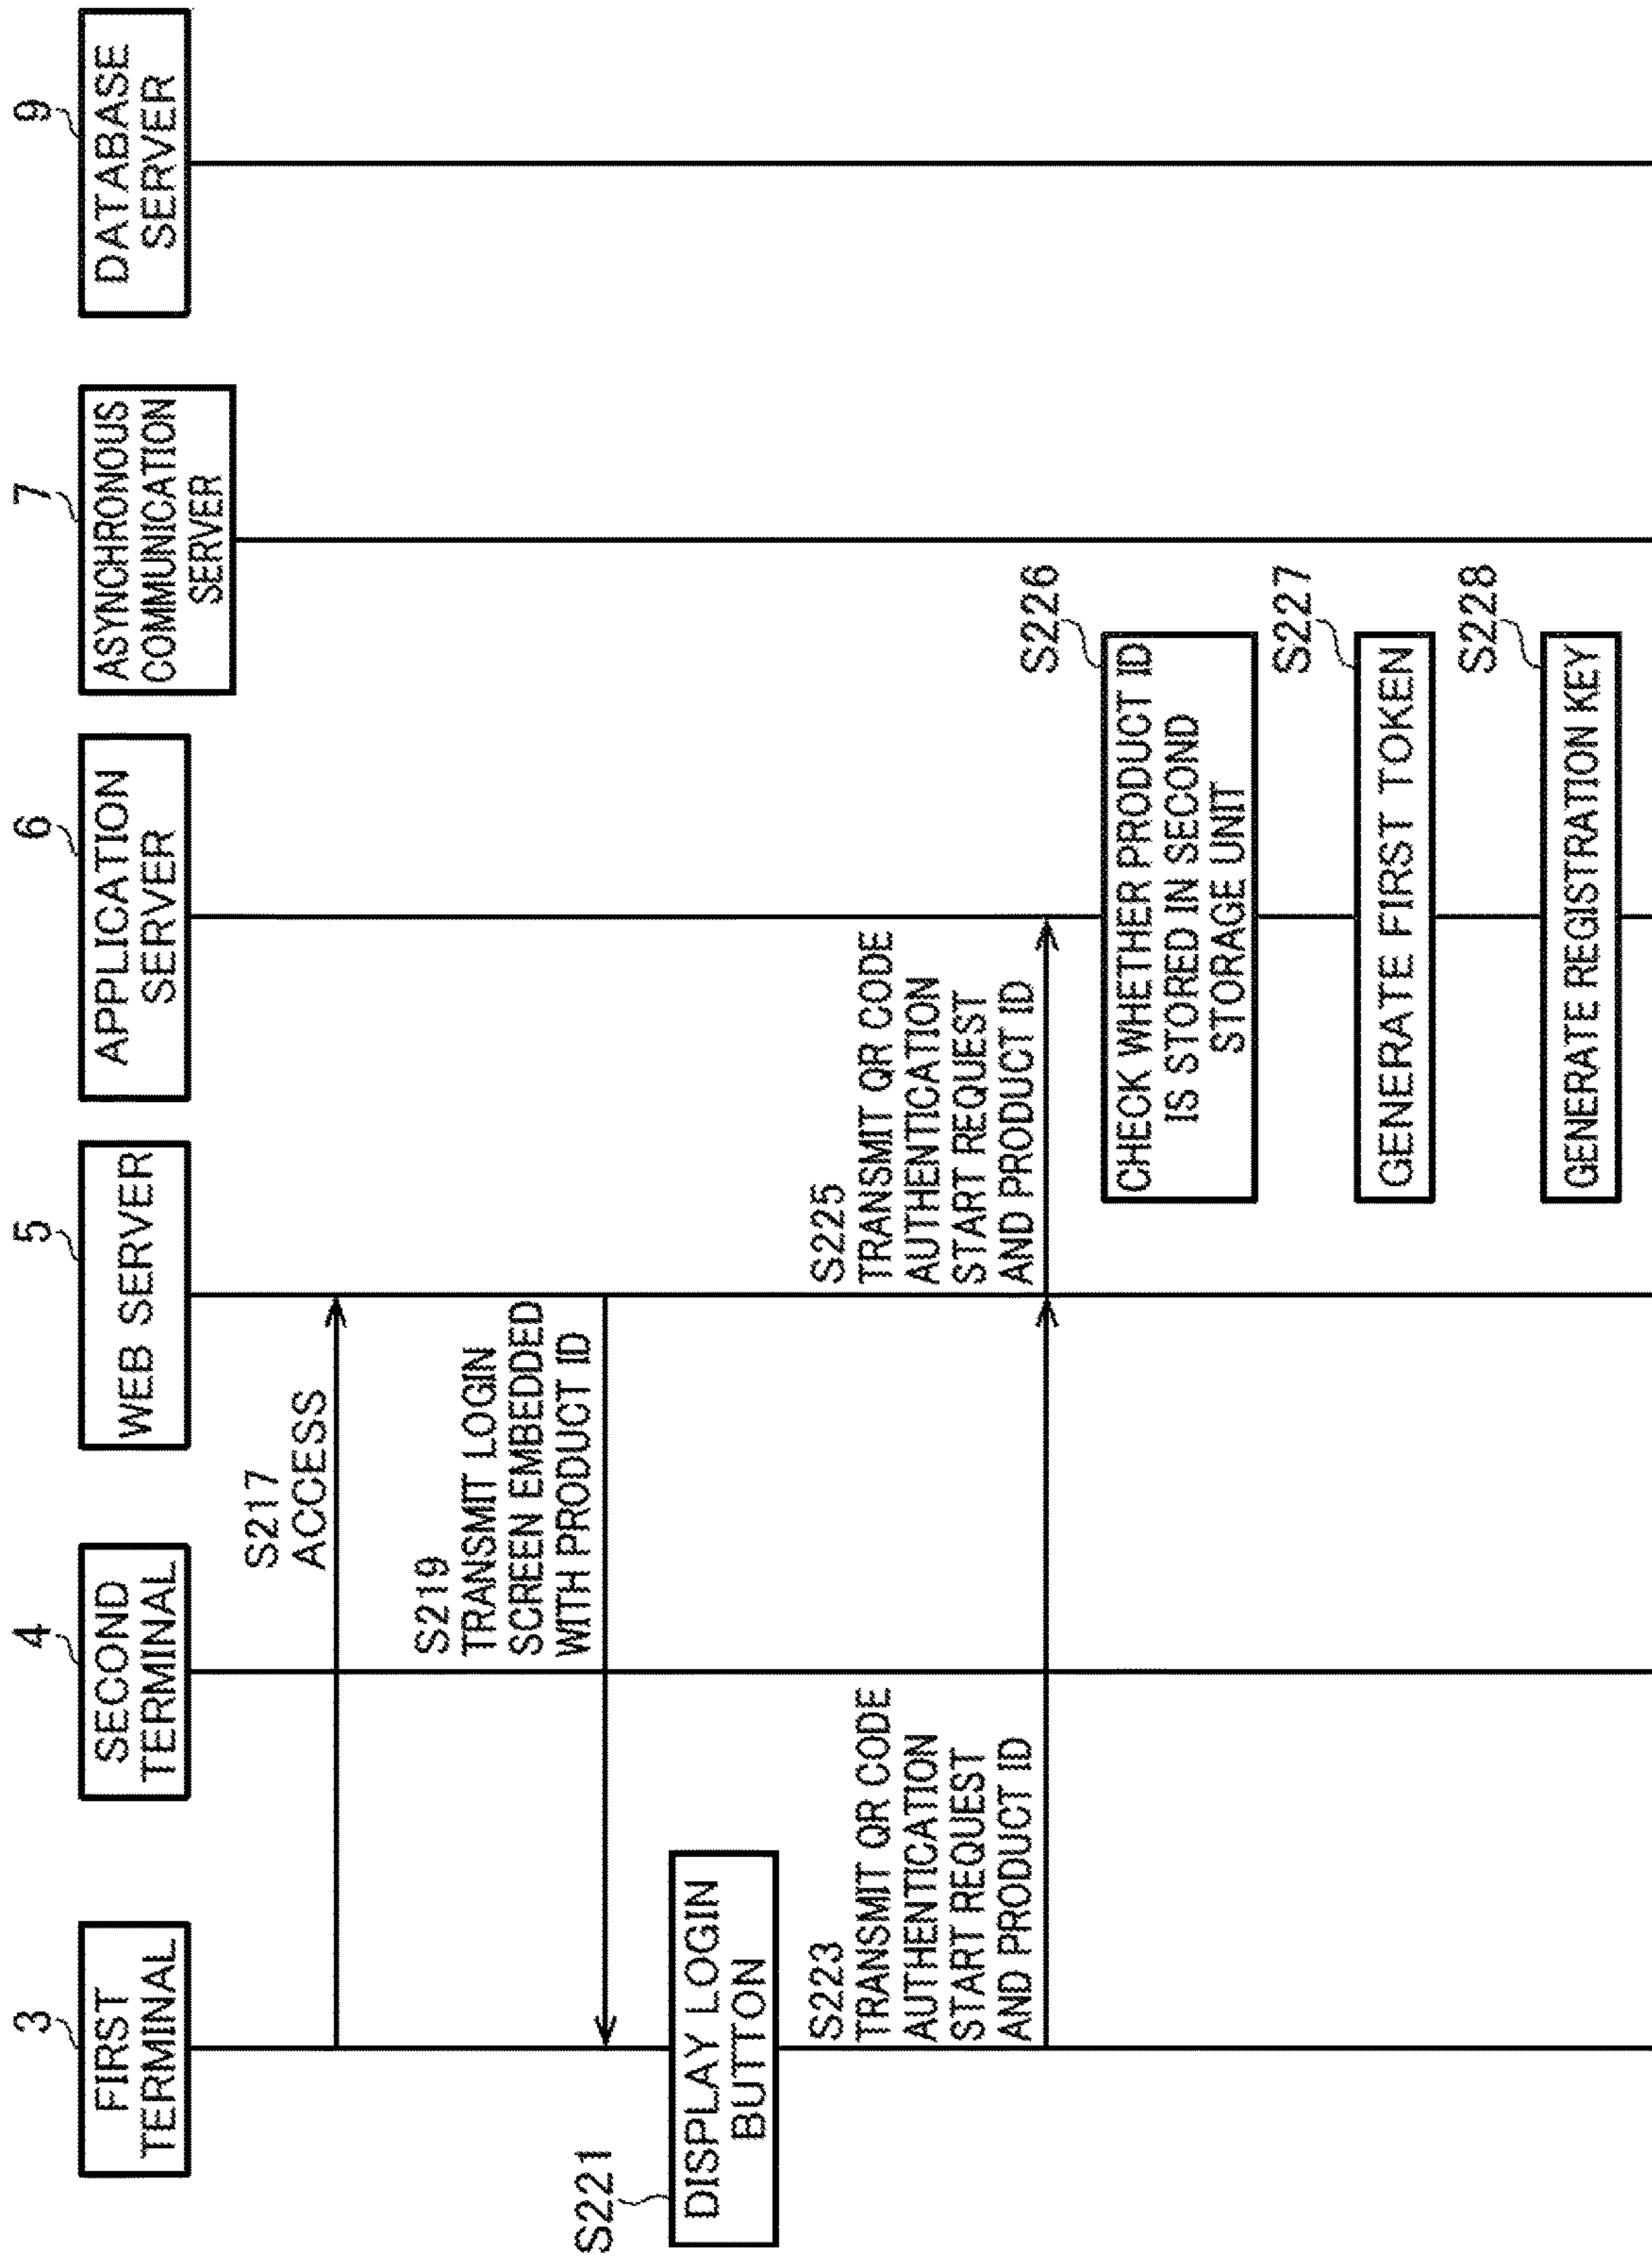 3
FIRST
TERMINAL
4
SECOND
TERMINAL
5
WEB SERVER
6
APPLICATION
SERVER
7
ASYNCHRONOUS
COMMUNICATION
SERVER
9
DATABASE
SERVER
S217
ACCESS
S219
TRANSMIT LOGIN
SCREEN EMBEDDED
WITH PRODUCT ID
S221
DISPLAY LOGIN
BUTTON
S223
TRANSMIT QR CODE
AUTHENTICATION
START REQUEST
AND PRODUCT ID
S225
TRANSMIT QR CODE
AUTHENTICATION
START REQUEST
AND PRODUCT ID
S226
CHECK WHETHER PRODUCT ID
IS STORED IN SECOND
STORAGE UNIT
S227
GENERATE FIRST TOKEN
S228
GENERATE REGISTRATION KEY